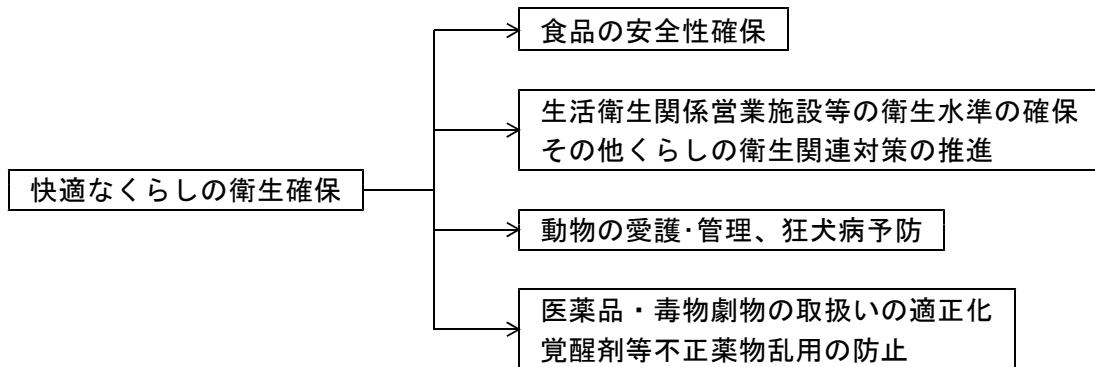 食品の安全性確保
生活衛生関係営業施設等の衛生水準の確保
その他くらしの衛生関連対策の推進
快適なくらしの衛生確保
動物の愛護･管理、狂犬病予防
医薬品・毒物劇物の取扱いの適正化
覚醒剤等不正薬物乱用の防止